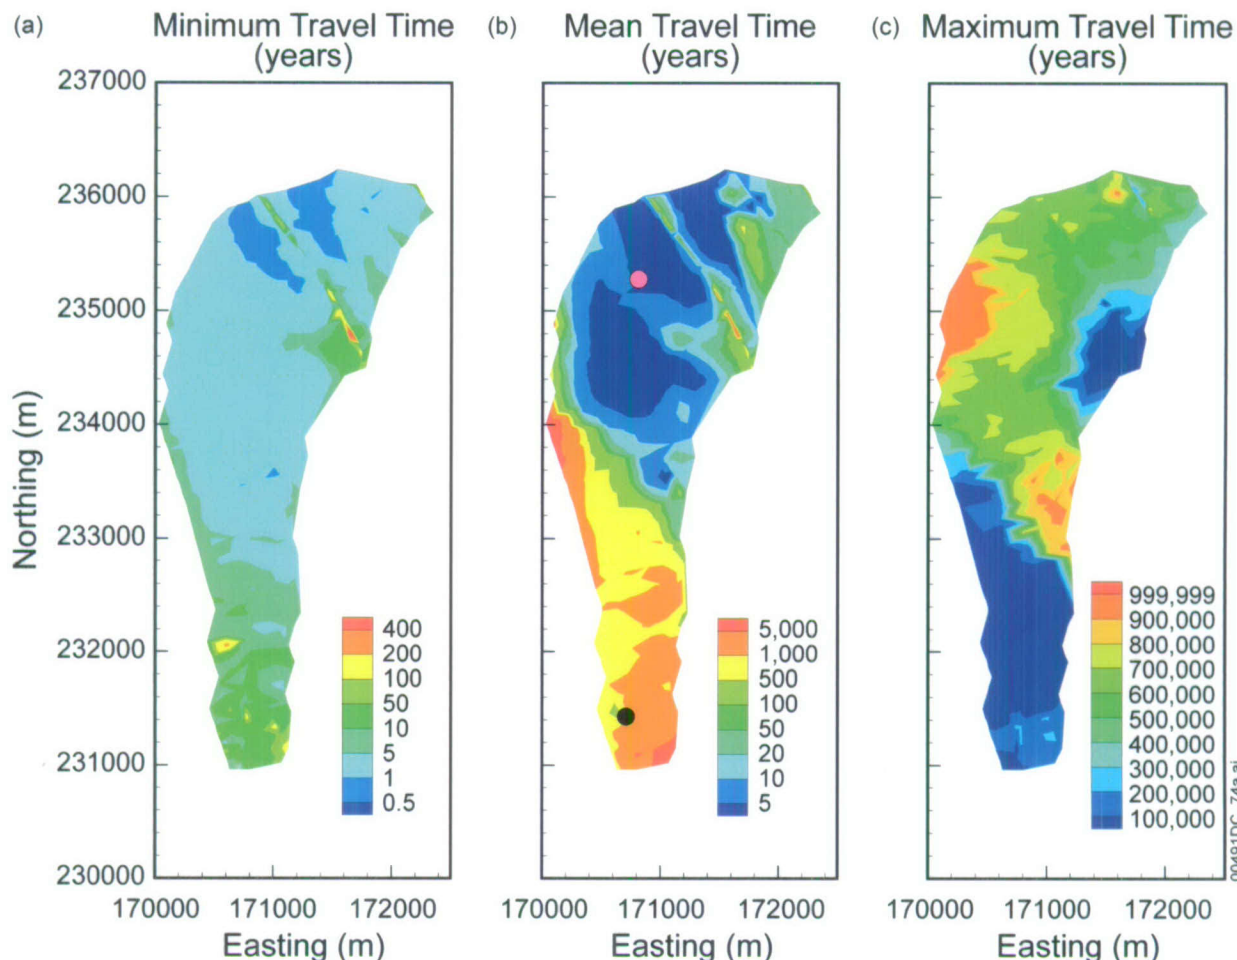 (a) Minimum Travel Time
(years)
(b) Mean Travel Time
(years)
(c) Maximum Travel Time
(years)
Northing (m)
237000
236000
235000
234000
233000
232000
231000
230000
400
200
100
50
10
5
1
0.5
5,000
1,000
500
100
50
20
10
5
999,999
900,000
800,000
700,000
600,000
500,000
400,000
300,000
200,000
100,000
170000 171000 172000
170000 171000 172000
170000 171000 172000
Easting (m)
Easting (m)
Easting (m)
00491DC_74a.ai